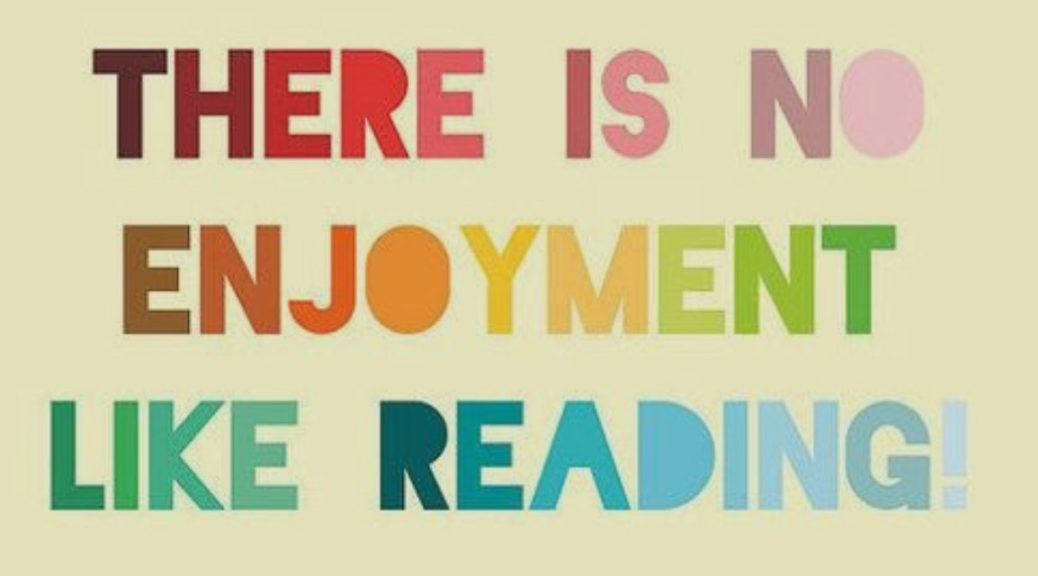 THERE IS NO
ENJOYMENT
LIKE READING!